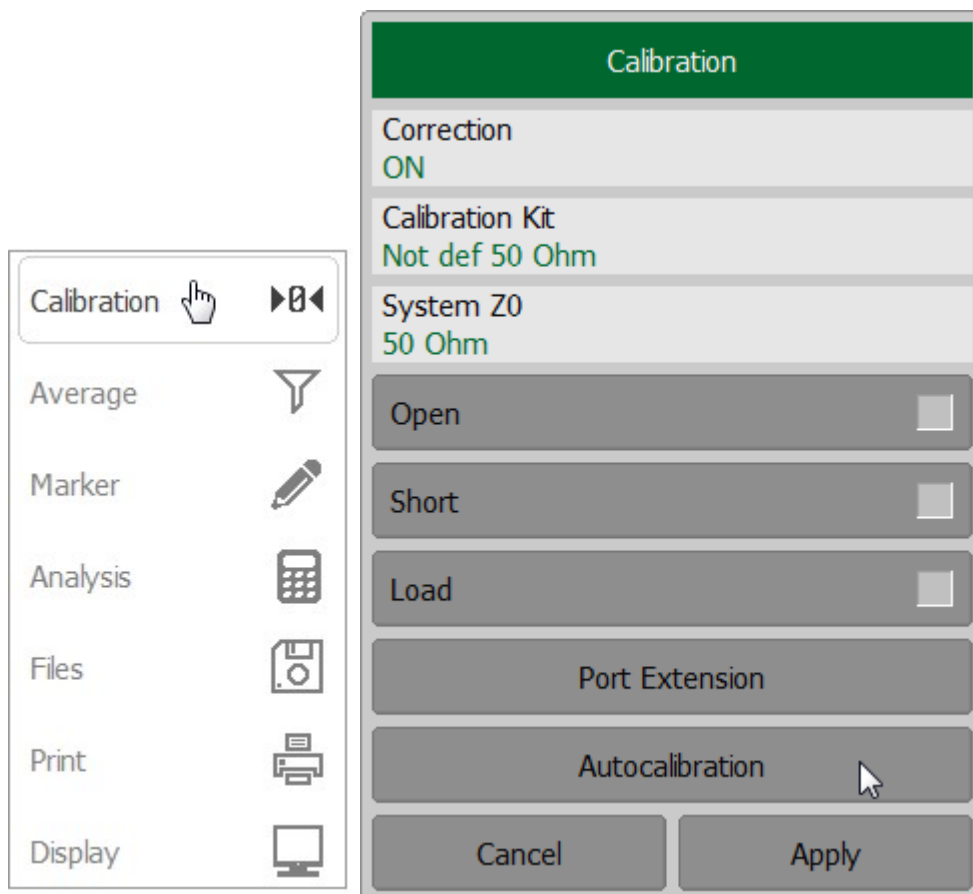 Calibration
Average
Marker
Analysis
Files
Print
Display
Calibration
Correction
ON
Calibration Kit
Not def 50 Ohm
System Z0
50 Ohm
Open
Short
Load
Port Extension
Autocalibration
Cancel
Apply